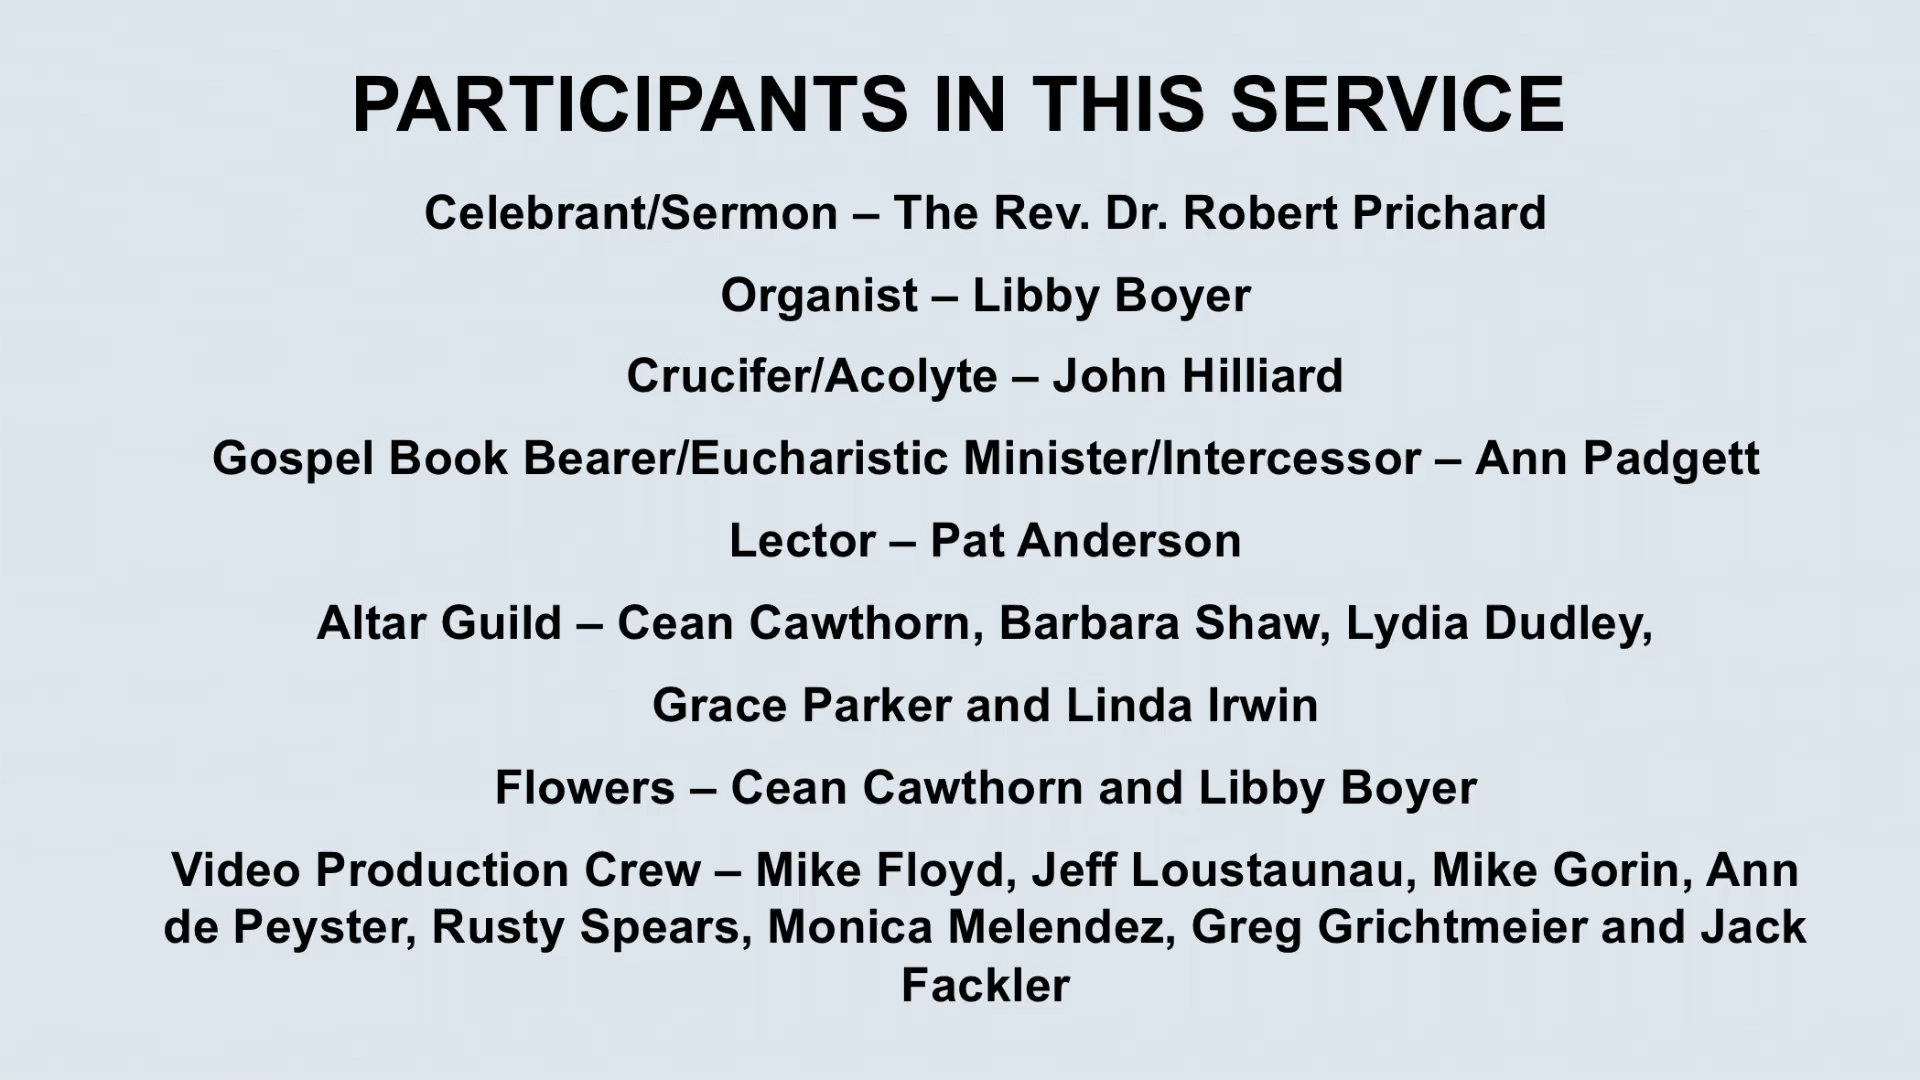 PARTICIPANTS IN THIS SERVICE
Celebrant/Sermon – The Rev. Dr. Robert Prichard
Organist – Libby Boyer
Crucifer/Acolyte – John Hilliard
Gospel Book Bearer/Eucharistic Minister/Intercessor – Ann Padgett
Lector – Pat Anderson
Altar Guild – Cean Cawthorn, Barbara Shaw, Lydia Dudley,
Grace Parker and Linda Irwin
Flowers – Cean Cawthorn and Libby Boyer
Video Production Crew – Mike Floyd, Jeff Loustaunau, Mike Gorin, Ann
de Peyster, Rusty Spears, Monica Melendez, Greg Grichtmeier and Jack
Fackler